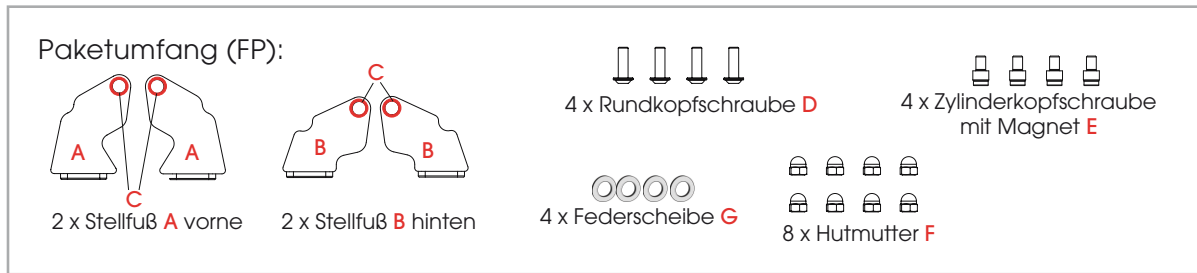 Paketumfang (FP):
C
A
A
C
2 x Stellfuß A vorne
C
B
B
2 x Stellfuß B hinten
4 x Rundkopfschraube D
4 x Federscheibe G
4 x Zylinderkopfschraube
mit Magnet E
8 x Hutmutter F